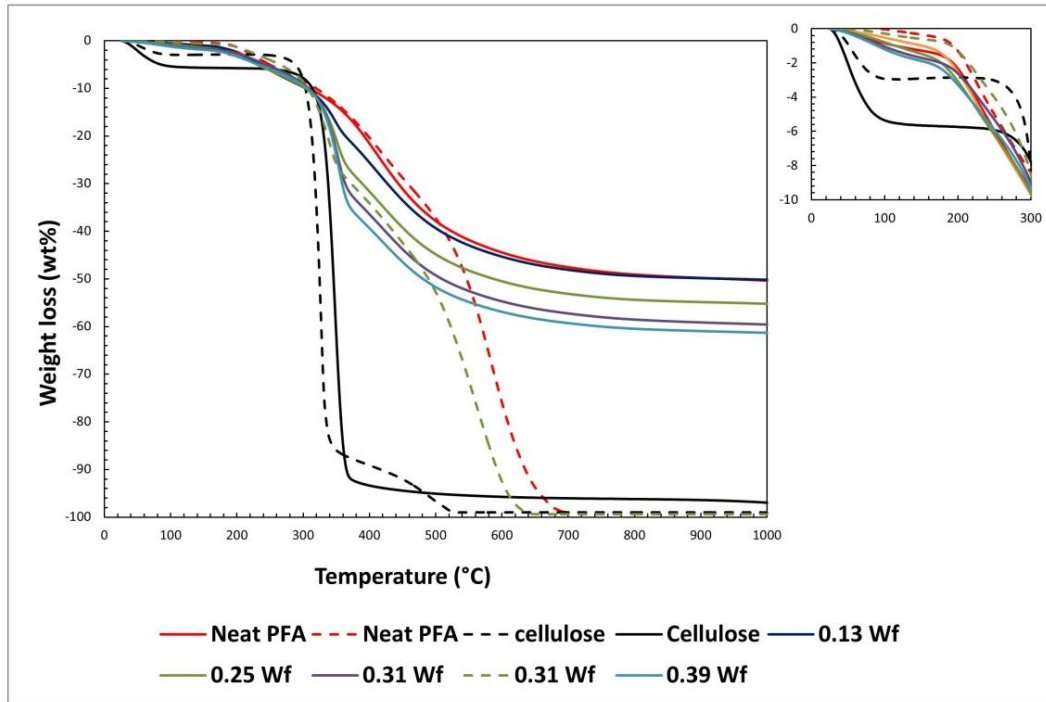 0
-10
-20
-30
-40
-50
-60
-70
-80
-90
-100
Weight loss (wt%)
0 100 200 300 400 500 600 700 800 900 1000
Temperature (°C)
0
-2
-4
-6
-8
-10
0 100 200 300
Neat PFA Neat PFA cellulose Cellulose 0.13 Wf
0.25 Wf 0.31 Wf 0.31 Wf 0.39 Wf